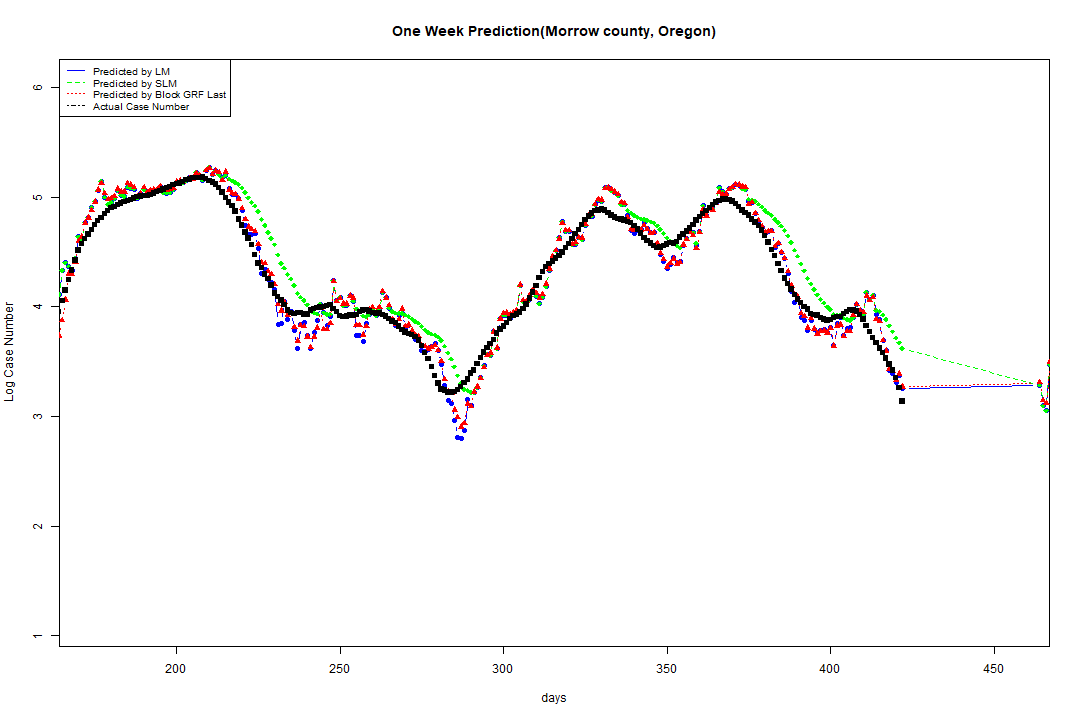 One Week Prediction(Morrow county, Oregon)
Predicted by LM
Predicted by SLM
Predicted by Block GRF Last
Actual Case Number
6
5
4
3
2
1
Log Case Number
200 250 300 350 400 450
days